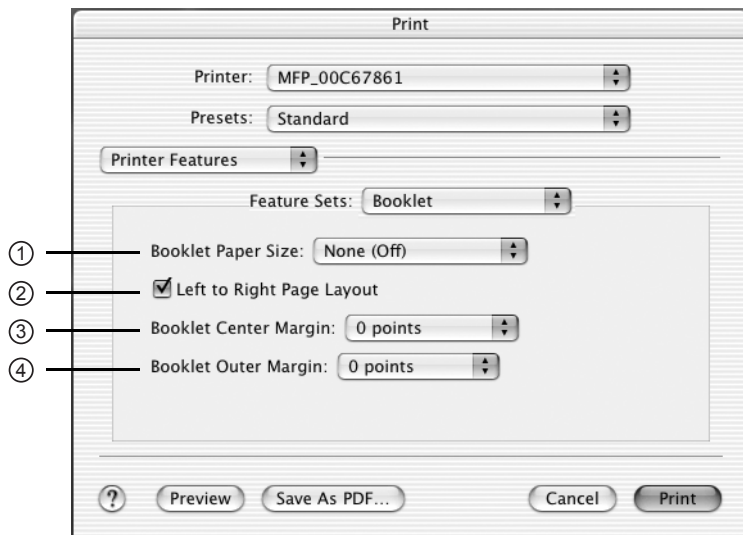 Print
Printer: MFP_00C67861
Presets: Standard
Printer Features
Feature Sets: Booklet
① Booklet Paper Size: None (Off)
② Left to Right Page Layout
③ Booklet Center Margin: 0 points
④ Booklet Outer Margin: 0 points
? Preview Save As PDF... Cancel Print